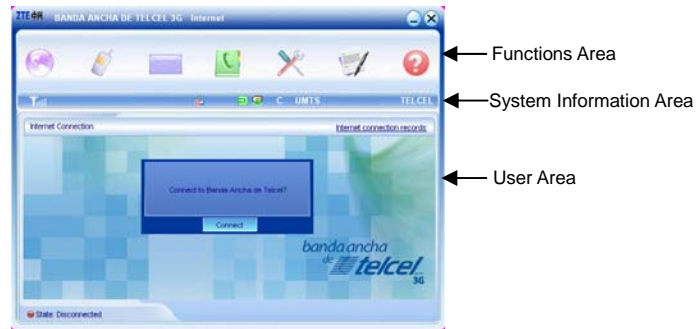 ZTE中兴 BANDA ANCHA DE TELCEL 3G Internet
Functions Area
C UMTS TELCEL
System Information Area
Internet Connection Internet connection records
User Area
Connect to Banda Ancha de Telcel?
Connect
banda ancha
de telcel
3G
State: Disconnected